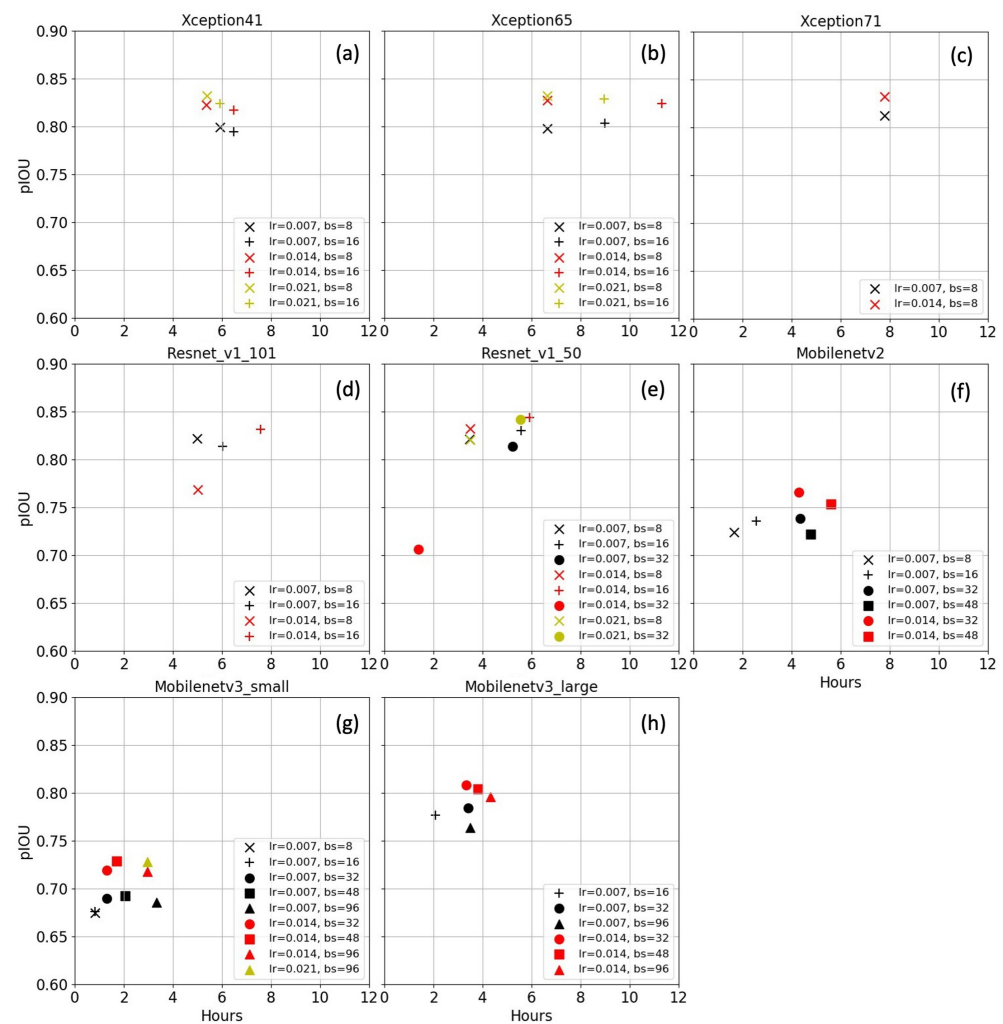 Xception41
Xception65
Xception71
(a)
(b)
(c)
pIOU
0.90
0.85
0.80
0.75
0.70
0.65
0.60
lr=0.007, bs=8
lr=0.007, bs=16
lr=0.014, bs=8
lr=0.014, bs=16
lr=0.021, bs=8
lr=0.021, bs=16
0 2 4 6 8 10 12
lr=0.007, bs=8
lr=0.007, bs=16
lr=0.014, bs=8
lr=0.014, bs=16
lr=0.021, bs=8
lr=0.021, bs=16
0 2 4 6 8 10 12
lr=0.007, bs=8
lr=0.014, bs=8
0 2 4 6 8 10 12
Resnet_v1_101
Resnet_v1_50
Mobilenetv2
(d)
(e)
(f)
pIOU
0.90
0.85
0.80
0.75
0.70
0.65
0.60
lr=0.007, bs=8
lr=0.007, bs=16
lr=0.014, bs=8
lr=0.014, bs=16
0 2 4 6 8 10 12
lr=0.007, bs=8
lr=0.007, bs=16
lr=0.007, bs=32
lr=0.014, bs=8
lr=0.014, bs=16
lr=0.014, bs=32
lr=0.021, bs=8
lr=0.021, bs=32
0 2 4 6 8 10 12
lr=0.007, bs=8
lr=0.007, bs=16
lr=0.007, bs=32
lr=0.007, bs=48
lr=0.014, bs=32
lr=0.014, bs=48
0 2 4 6 8 10 12
Hours
Mobilenetv3_small
Mobilenetv3_large
(g)
(h)
pIOU
0.90
0.85
0.80
0.75
0.70
0.65
0.60
lr=0.007, bs=8
lr=0.007, bs=16
lr=0.007, bs=32
lr=0.007, bs=48
lr=0.007, bs=96
lr=0.014, bs=32
lr=0.014, bs=48
lr=0.014, bs=96
lr=0.021, bs=96
0 2 4 6 8 10 12
Hours
lr=0.007, bs=16
lr=0.007, bs=32
lr=0.007, bs=96
lr=0.014, bs=32
lr=0.014, bs=48
lr=0.014, bs=96
0 2 4 6 8 10 12
Hours